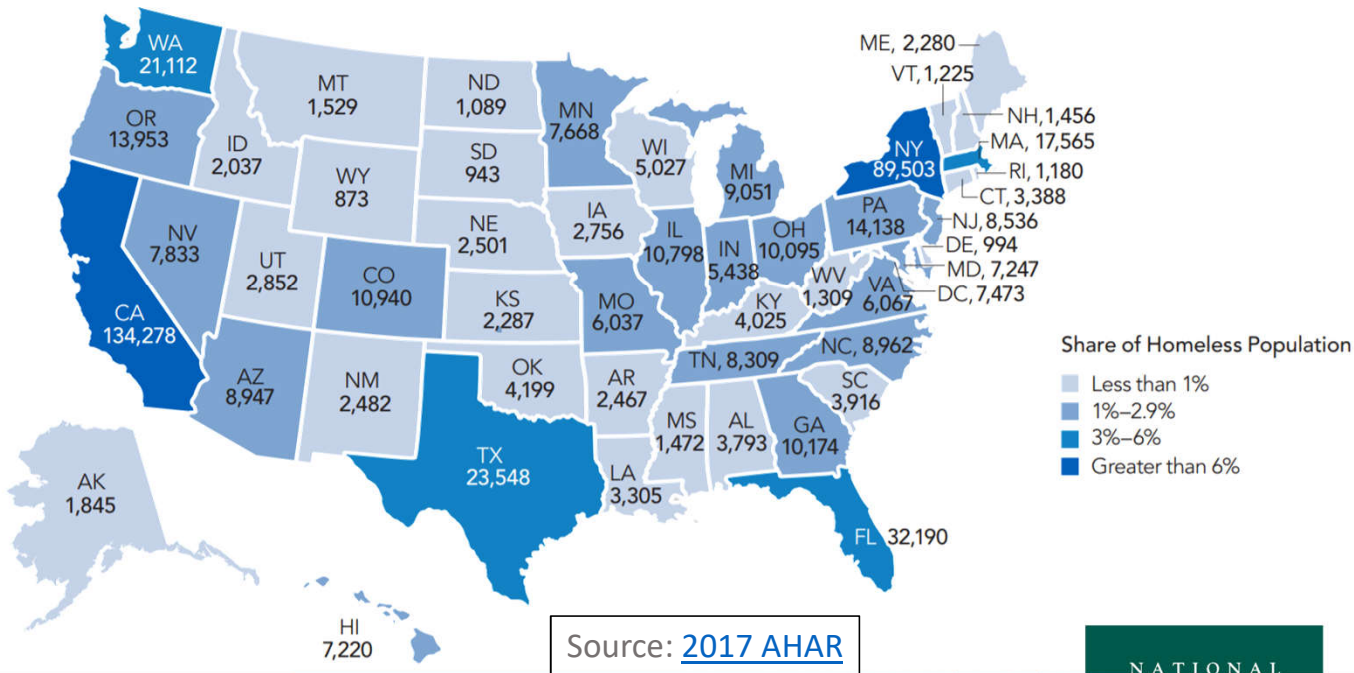 WA
21,112
OR
13,953
ID
2,037
MT
1,529
ND
1,089
MN
7,668
SD
943
WY
873
WI
5,027
MI
9,051
NY
89,503
ME, 2,280
VT, 1,225
NH, 1,456
MA, 17,565
RI, 1,180
CT, 3,388
NJ, 8,536
DE, 994
MD, 7,247
DC, 7,473
PA
14,138
NV
7,833
UT
2,852
CO
10,940
NE
2,501
IA
2,756
IL
10,798
IN
5,438
OH
10,095
WV
1,309
VA
6,067
KS
2,287
MO
6,037
KY
4,025
CA
134,278
AZ
8,947
NM
2,482
OK
4,199
AR
2,467
TN, 8,309
NC, 8,962
SC
3,916
MS
1,472
AL
3,793
GA
10,174
TX
23,548
LA
3,305
FL 32,190
AK
1,845
HI
7,220
Share of Homeless Population
Less than 1%
1%–2.9%
3%–6%
Greater than 6%
Source: 2017 AHAR
NATIONAL